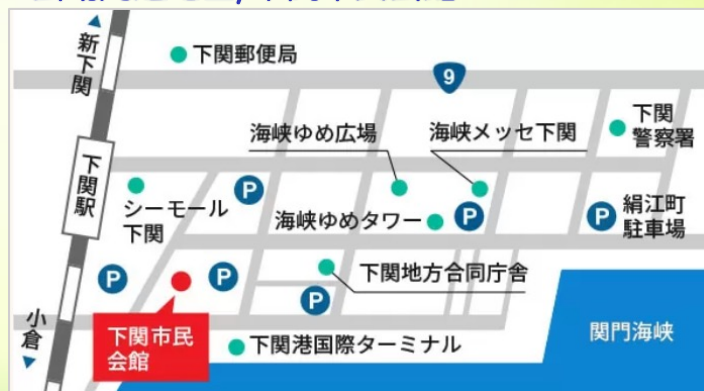 新下関
下関郵便局
9
海峡ゆめ広場
海峡メッセ下関
下関
警察署
下関駅
P
シーモール
下関
海峡ゆめタワー
P
P
絹江町
駐車場
P
P
下関地方合同庁舎
P
小倉
下関市民
会館
下関港国際ターミナル
関門海峡